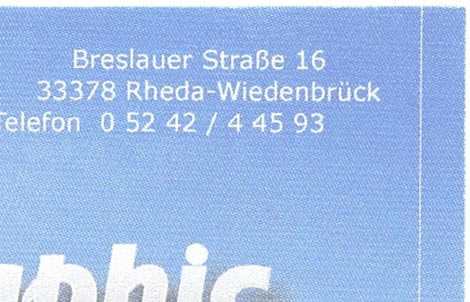 Breslauer Straße 16
33378 Rheda-Wiedenbrück
Telefon 0 52 42 / 4 45 93